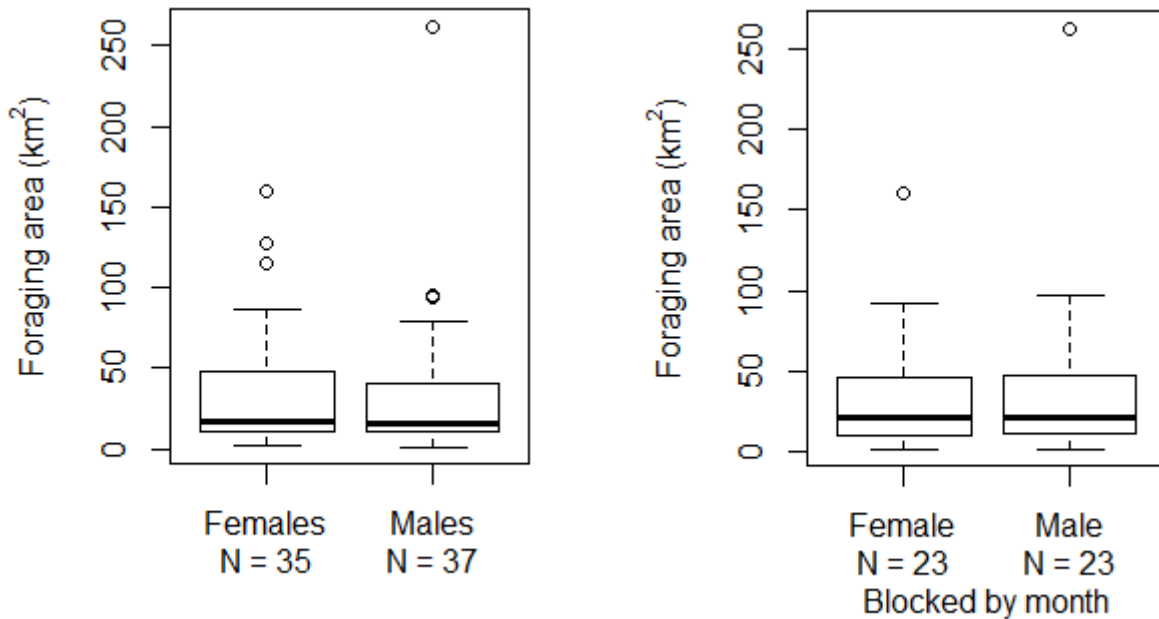 Foraging area (km²)
250
200
150
100
50
0
Females
N = 35
Males
N = 37
Foraging area (km²)
250
200
150
100
50
0
Female
N = 23
Male
N = 23
Blocked by month